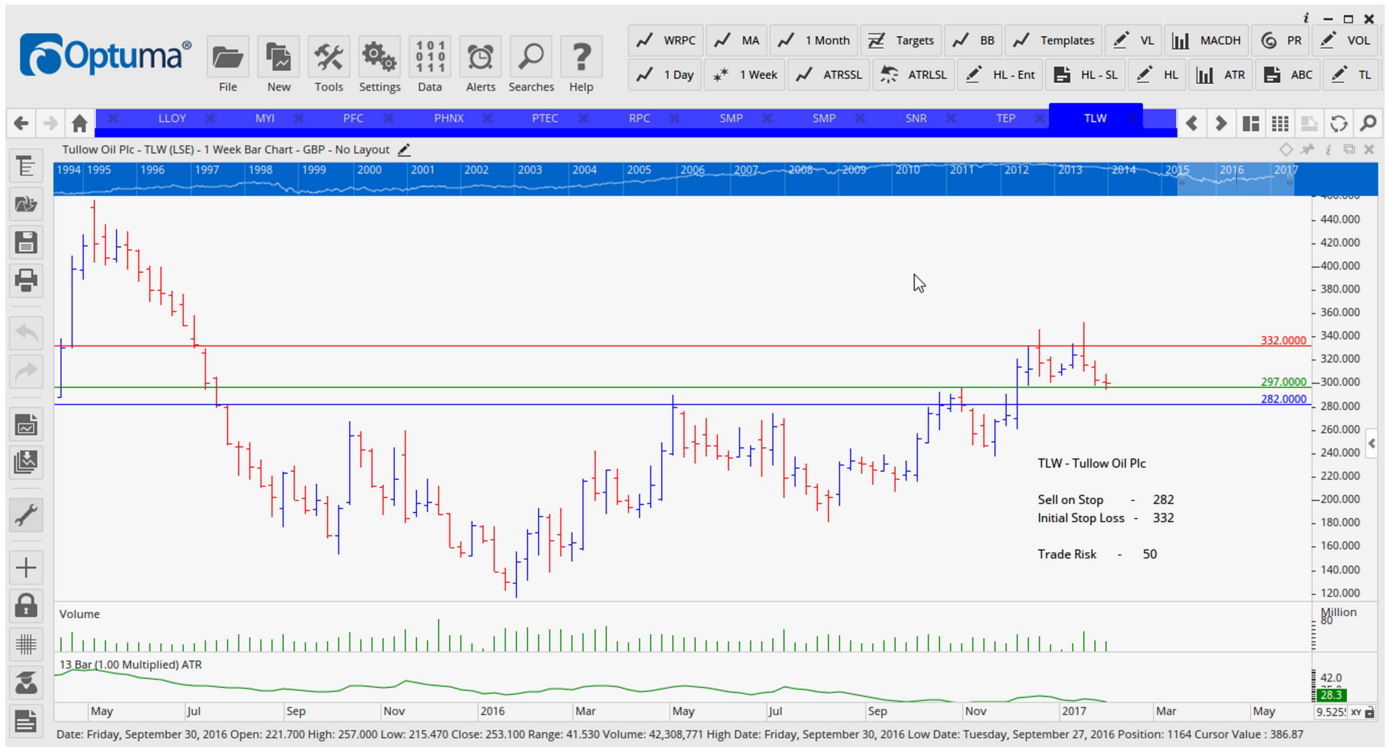 i
Optuma®
File New Tools Settings Data Alerts Searches Help
101
010
111
WRPC MA 1 Month Targets BB Templates VL MACDH PR VOL
1 Day 1 Week ATRSSL ATRLSL HL - Ent HL - SL HL ATR ABC TL
LLOY MYI PFC PHNX PTEC RPC SMP SMP SNR TEP TLW
Tullow Oil Plc - TLW (LSE) - 1 Week Bar Chart - GBP - No Layout
1994 1995 1996 1997 1998 1999 2000 2001 2002 2003 2004 2005 2006 2007 2008 2009 2010 2011 2012 2013 2014 2015 2016 2017
440.000
420.000
400.000
380.000
360.000
340.000
332.0000
320.000
300.000
297.0000
282.0000
280.000
260.000
240.000
220.000
200.000
180.000
160.000
140.000
120.000
TLW - Tullow Oil Plc
Sell on Stop - 282
Initial Stop Loss - 332
Trade Risk - 50
Volume
Million
80
13 Bar (1.00 Multiplied) ATR
42.0
28.3
May Jul Sep Nov 2016 Mar May Jul Sep Nov 2017 Mar May
9.525 XY
Date: Friday, September 30, 2016 Open: 221.700 High: 257.000 Low: 215.470 Close: 253.100 Range: 41.530 Volume: 42,308,771 High Date: Friday, September 30, 2016 Low Date: Tuesday, September 27, 2016 Position: 1164 Cursor Value : 386.87